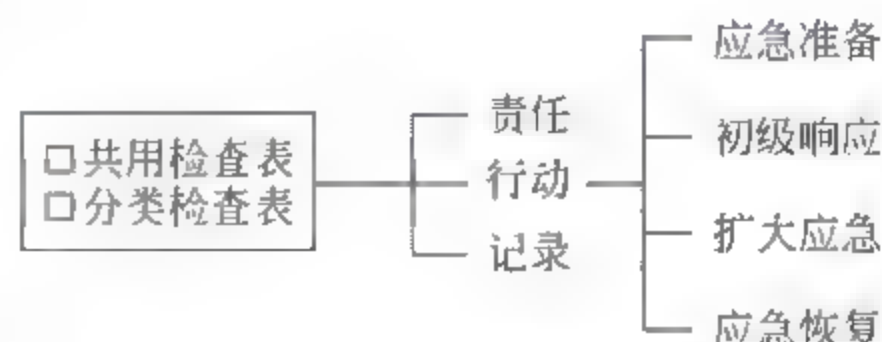 □共用检查表
□分类检查表
责任
行动
记录
应急准备
初级响应
扩大应急
应急恢复